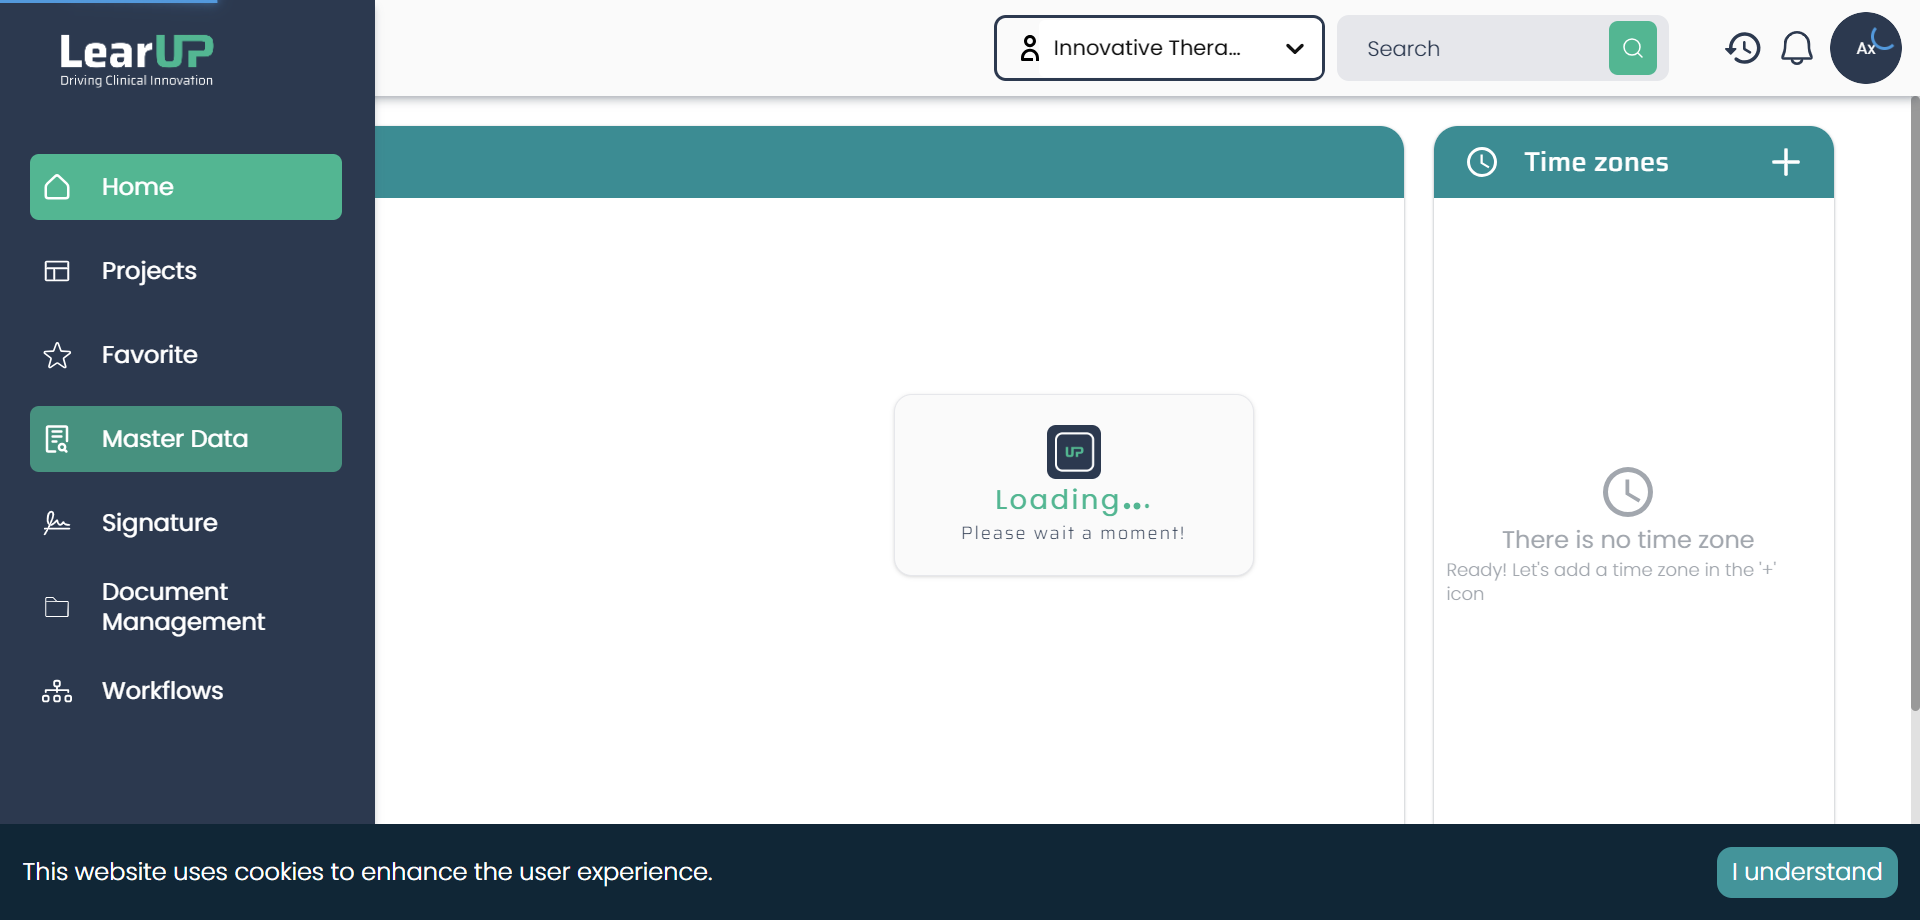 LearUP
Driving Clinical Innovation
Innovative Thera...
Search
Ax
Home
Projects
Favorite
Master Data
Signature
Document
Management
Workflows
Time zones
UP
Loading...
Please wait a moment!
There is no time zone
Ready! Let's add a time zone in the '+'
icon
This website uses cookies to enhance the user experience.
I understand